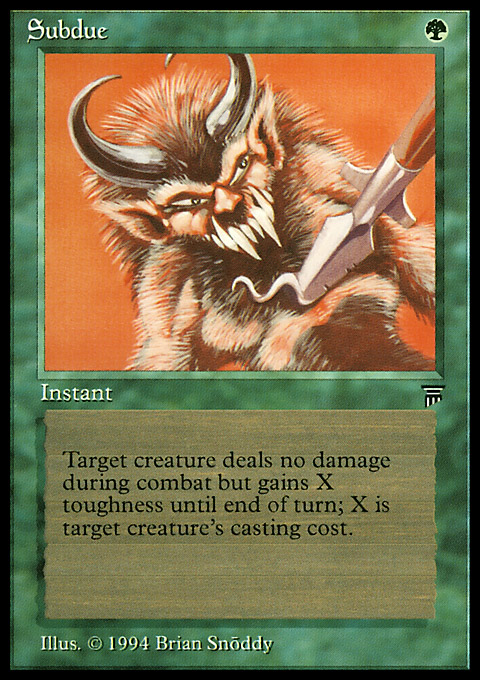 Subdue
Instant
Target creature deals no damage
during combat but gains X
toughness until end of turn; X is
target creature's casting cost.
Illus. © 1994 Brian Snōddy